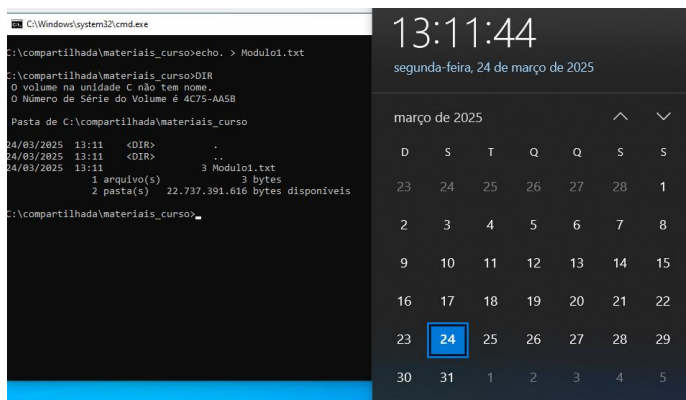 C:\Windows\system32\cmd.exe
C:\compartilhada\materiais_curso>echo. > Modulo1.txt
C:\compartilhada\materiais_curso>DIR
O volume na unidade C não tem nome.
O Número de Série do Volume é 4C75-AA5B
Pasta de C:\compartilhada\materiais_curso
24/03/2025 13:11 <DIR> .
24/03/2025 13:11 <DIR> ..
24/03/2025 13:11 3 Modulo1.txt
1 arquivo(s) 3 bytes
2 pasta(s) 22.737.391.616 bytes disponíveis
C:\compartilhada\materiais_curso>
13:11:44
segunda-feira, 24 de março de 2025
março de 2025
D S T Q Q S S
23 24 25 26 27 28 1
2 3 4 5 6 7 8
9 10 11 12 13 14 15
16 17 18 19 20 21 22
23 24 25 26 27 28 29
30 31 1 2 3 4 5